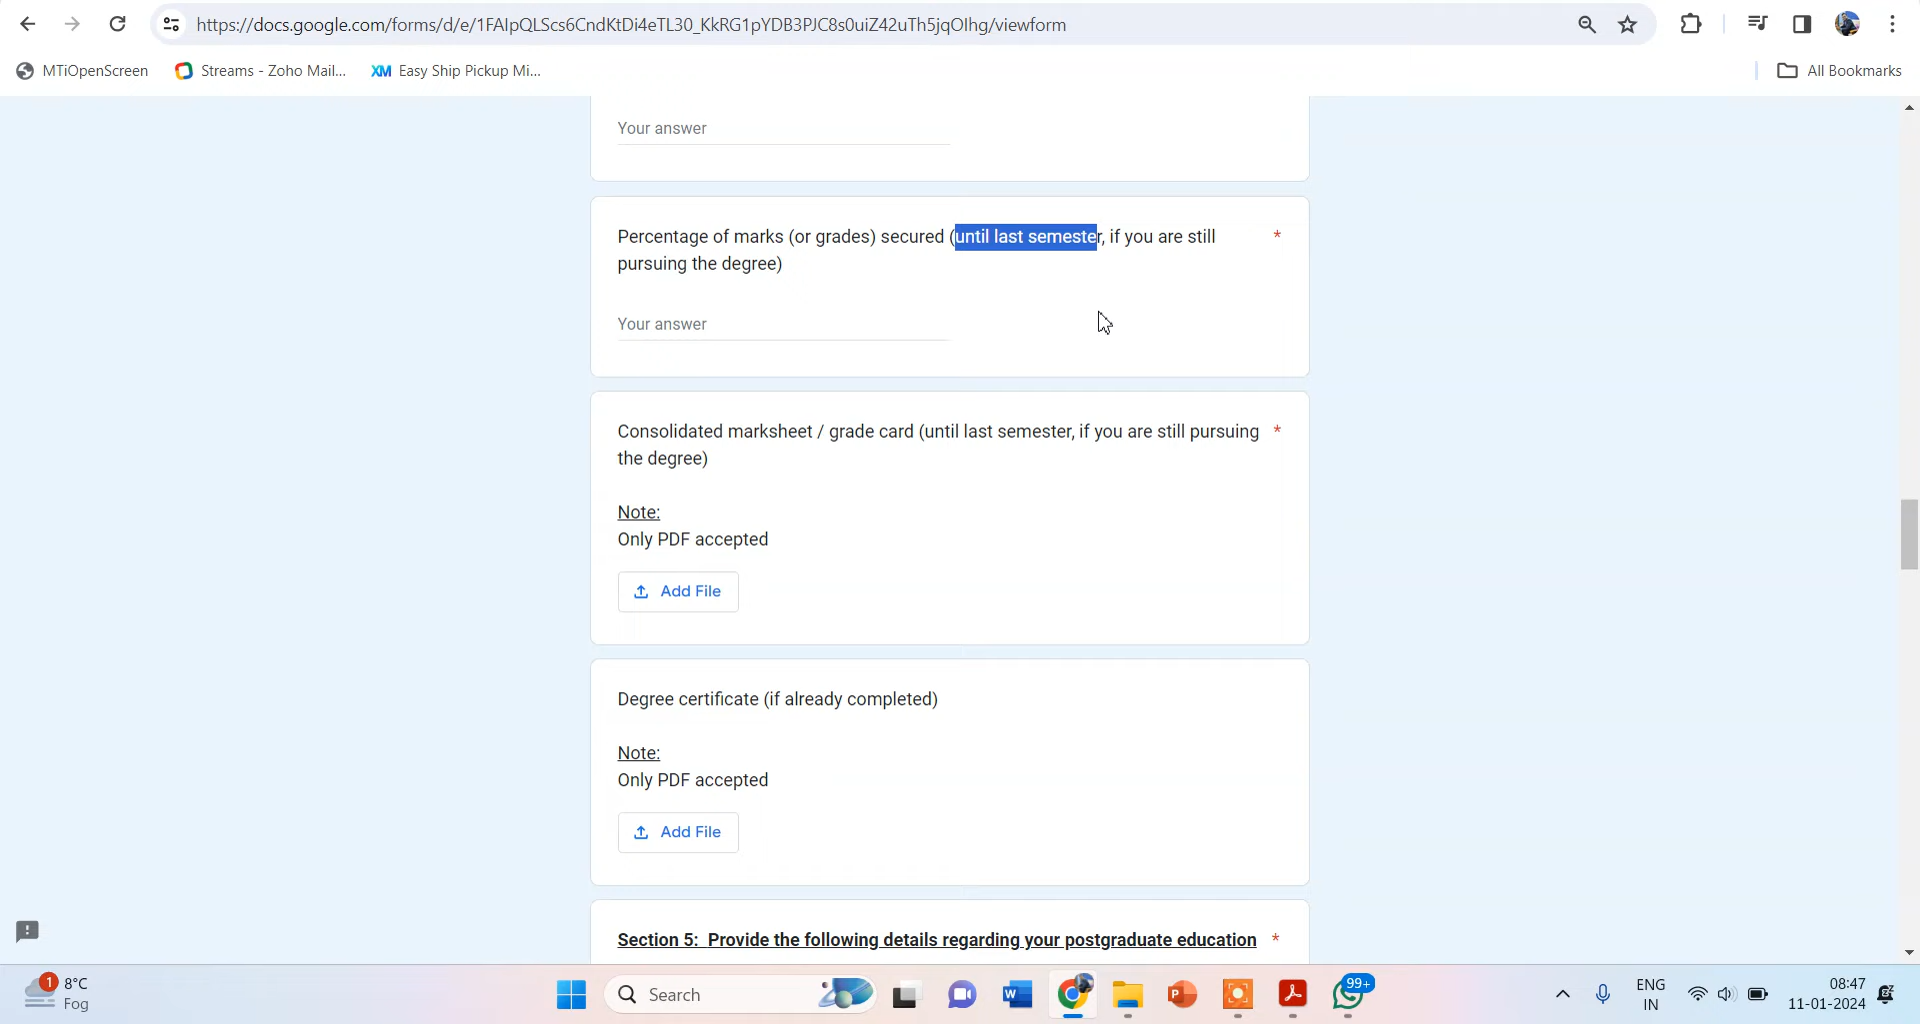 https://docs.google.com/forms/d/e/1FAIpQLScs6CndKtDi4eTL30_KkRG1pYDB3PJC8s0uiZ42uTh5jqOlhg/viewform
MTiOpenScreen
Streams - Zoho Mail...
XM Easy Ship Pickup Mi...
All Bookmarks
Your answer
Percentage of marks (or grades) secured (until last semester, if you are still *
pursuing the degree)
Your answer
Consolidated marksheet / grade card (until last semester, if you are still pursuing *
the degree)
Note:
Only PDF accepted
Add File
Degree certificate (if already completed)
Note:
Only PDF accepted
Add File
Section 5: Provide the following details regarding your postgraduate education *
1
8°C
Fog
Search
W
P
99+
ENG
IN
08:47
11-01-2024